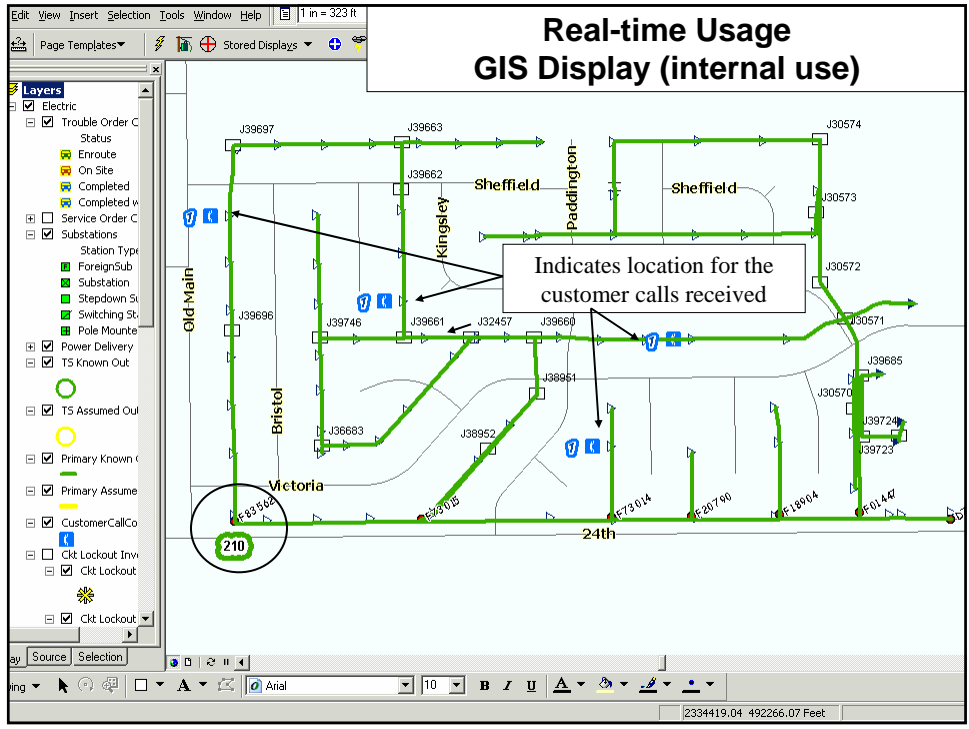 Real-time Usage
GIS Display (internal use)
Edit View Insert Selection Tools Window Help 1 in = 323 ft
Page Templates Stored Displays
Layers
Electric
Trouble Order C
Status
Enroute
On Site
Completed
Completed w
Service Order C
Substations
Station Type
ForeignSub
Substation
Stepdown Su
Switching Sta
Pole Mounte
Power Delivery
TS Known Out
TS Assumed Out
Primary Known
Primary Assume
CustomerCallCo
Ckt Lockout Inv
Ckt Lockout
Ckt Lockout
J39697
J39663
J30574
J39662
Sheffield
Paddington
Sheffield
J30573
Kingsley
1
Indicates location for the
customer calls received
J30572
Old Main
1
J39696
J39746
J39661
J32457
J39660
J30571
1
J39685
J38951
J30570
Bristol
J36683
J38952
1
J39724
J39723
Victoria
F83562
F73015
F73014
F20790
F18904
F01447
210
24th
Source Selection
Arial 10 B I U A
2334419.04 492266.07 Feet